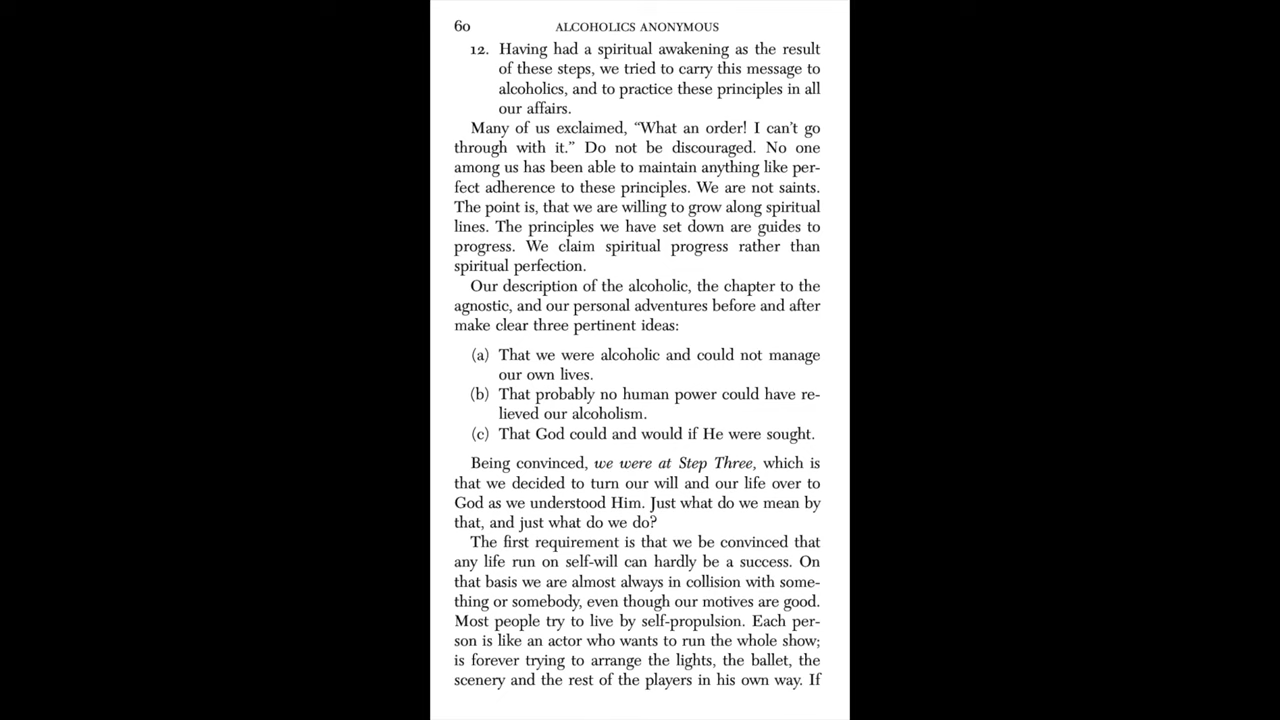 60 ALCOHOLICS ANONYMOUS
12. Having had a spiritual awakening as the result
of these steps, we tried to carry this message to
alcoholics, and to practice these principles in all
our affairs.
Many of us exclaimed, “What an order! I can’t go
through with it.” Do not be discouraged. No one
among us has been able to maintain anything like per-
fect adherence to these principles. We are not saints.
The point is, that we are willing to grow along spiritual
lines. The principles we have set down are guides to
progress. We claim spiritual progress rather than
spiritual perfection.
Our description of the alcoholic, the chapter to the
agnostic, and our personal adventures before and after
make clear three pertinent ideas:
(a) That we were alcoholic and could not manage
our own lives.
(b) That probably no human power could have re-
lieved our alcoholism.
(c) That God could and would if He were sought.
Being convinced, we were at Step Three, which is
that we decided to turn our will and our life over to
God as we understood Him. Just what do we mean by
that, and just what do we do?
The first requirement is that we be convinced that
any life run on self-will can hardly be a success. On
that basis we are almost always in collision with some-
thing or somebody, even though our motives are good.
Most people try to live by self-propulsion. Each per-
son is like an actor who wants to run the whole show;
is forever trying to arrange the lights, the ballet, the
scenery and the rest of the players in his own way. If